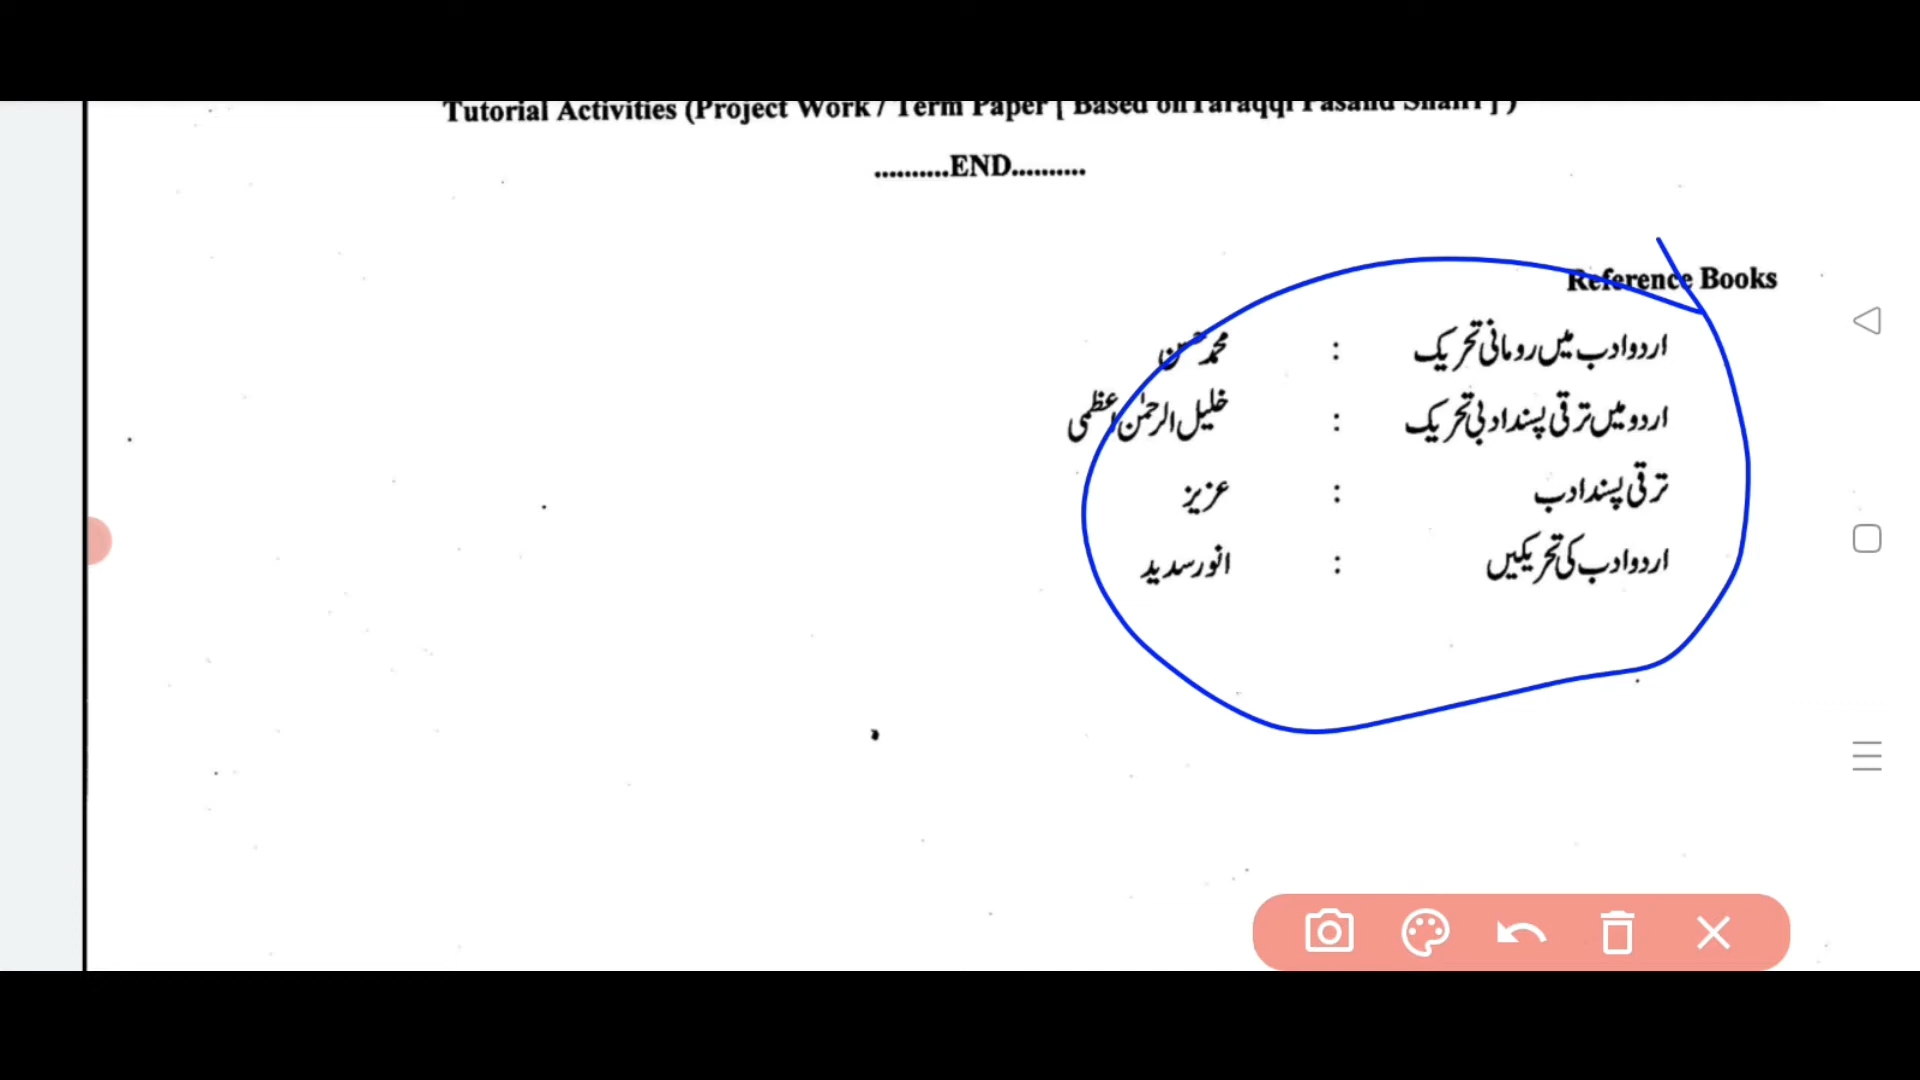 Tutorial Activities (Project Work / Term Paper [ Based on Taraqqi Pasand Shairi ] )
..........END..........
Reference Books
اردو ادب میں رومانی تحریک : محمد حسن
اردو میں ترقی پسند ادبی تحریک : خلیل الرحمٰن اعظمی
ترقی پسند ادب : عزیز
اردو ادب کی تحریکیں : انور سدید